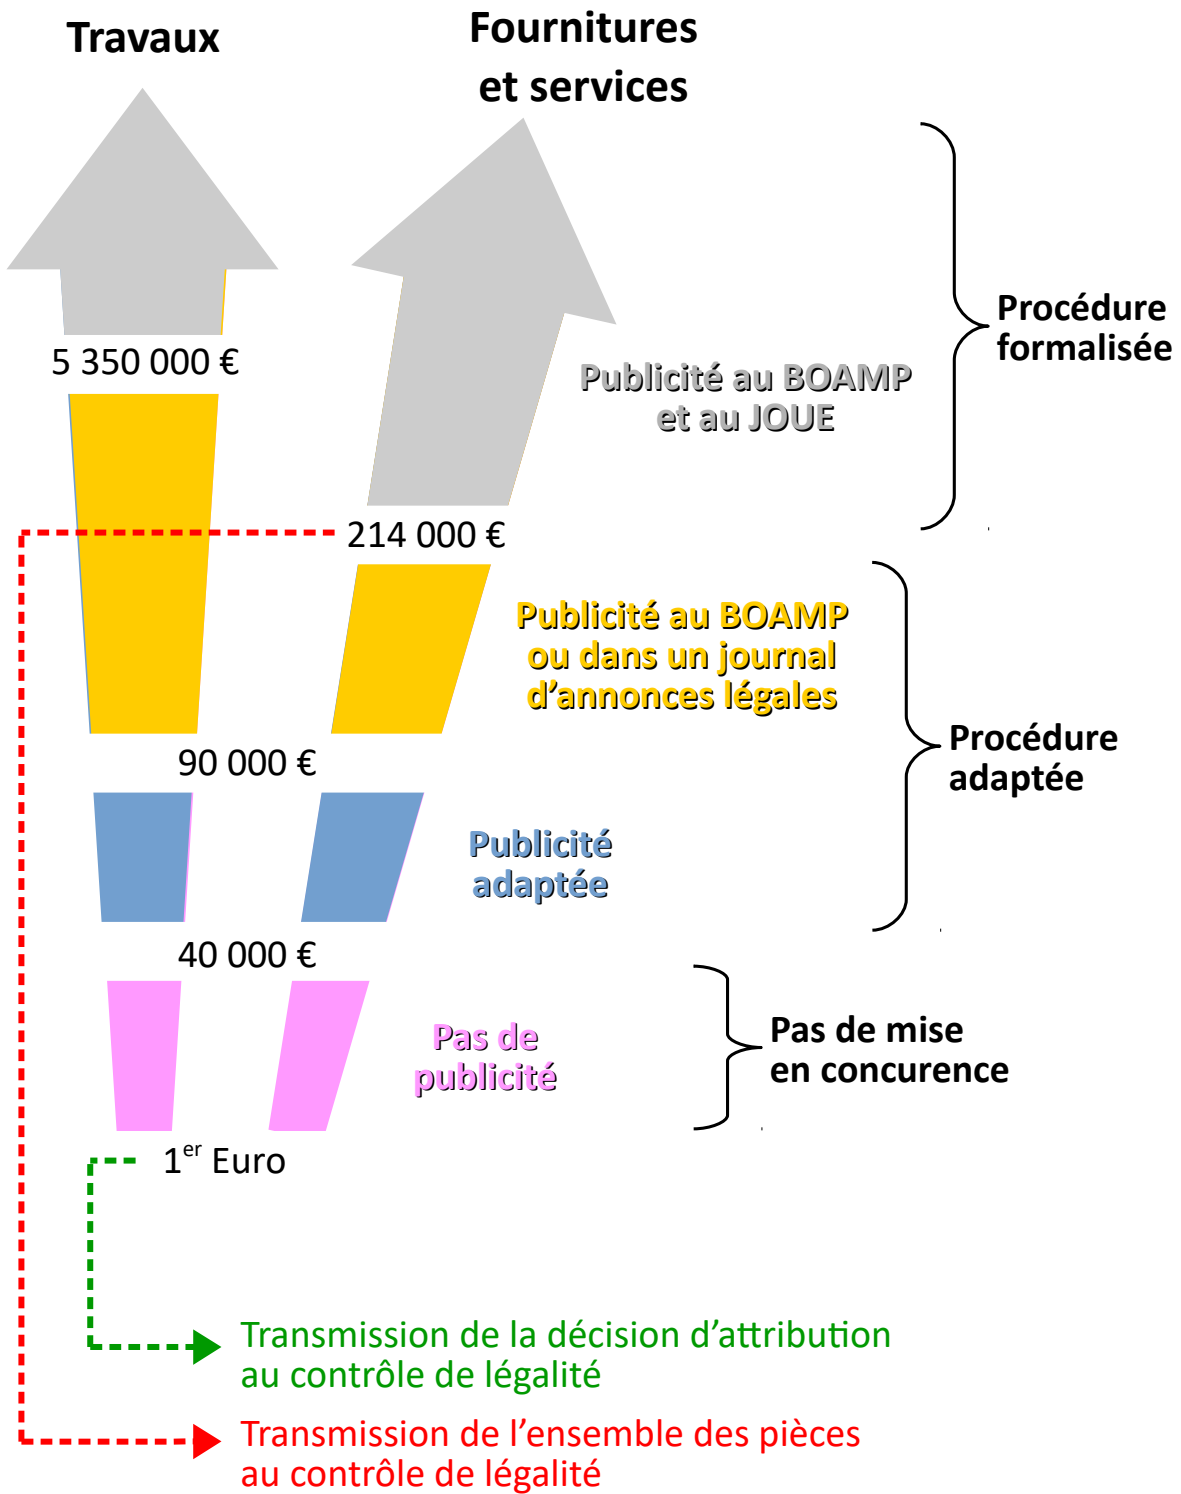 Travaux
Fournitures
et services
5 350 000 €
Publicité au BOAMP
et au JOUE
Procédure
formalisée
214 000 €
Publicité au BOAMP
ou dans un journal
d’annonces légales
Procédure
adaptée
90 000 €
Publicité
adaptée
40 000 €
Pas de
publicité
Pas de mise
en concurence
1er Euro
Transmission de la décision d’attribution
au contrôle de légalité
Transmission de l’ensemble des pièces
au contrôle de légalité